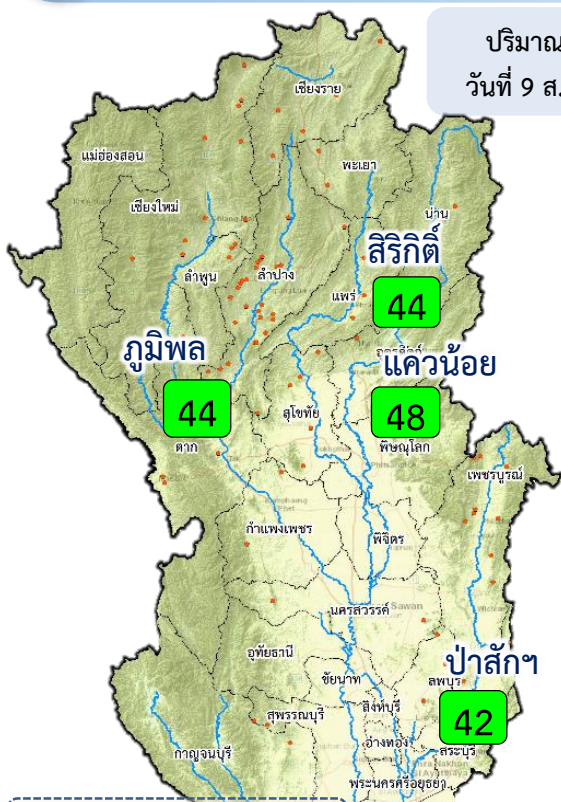 ปริมาณ
วันที่ 9 ส.
เชียงราย
แม่ฮ่องสอน
พะเยา
เชียงใหม่
น่าน
สิริกิติ์
ลำพูน
ลำปาง
แพร่
44
ภูมิพล
แควน้อย
44
48
สุโขทัย
ตาก
พิษณุโลก
เพชรบูรณ์
กำแพงเพชร
พิจิตร
นครสวรรค์
Sawan
อุทัยธานี
ป่าสักฯ
ชัยนาท
ลพบุรี
สิงห์บุรี
สุพรรณบุรี
42
อ่างทอง
สระบุรี
กาญจนบุรี
พระนครศรีอยุธยา